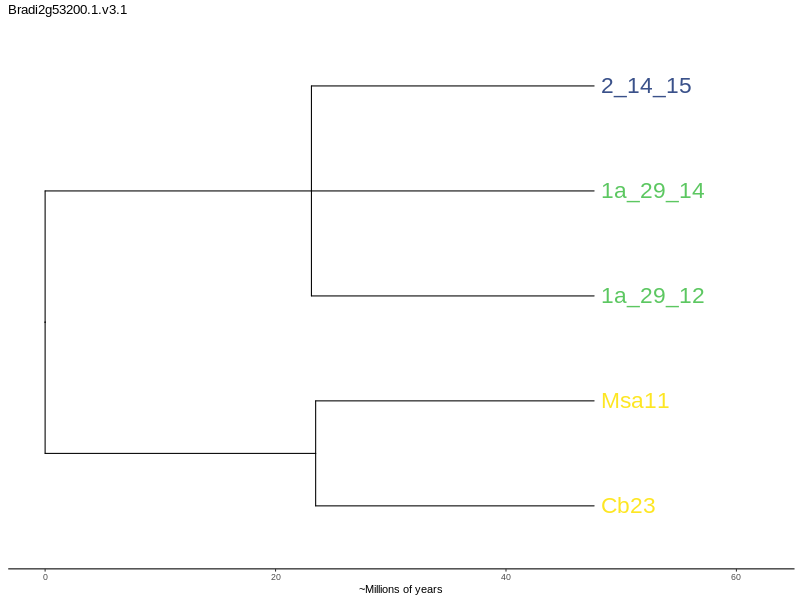 Bradi2g53200.1.v3.1
2_14_15
1a_29_14
1a_29_12
Msa11
Cb23
0 20 40 60
~Millions of years